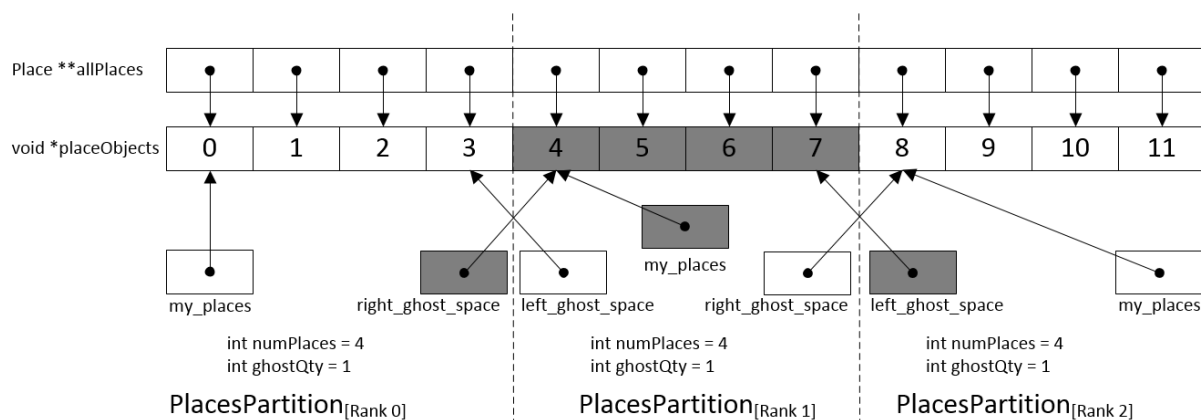 Place **allPlaces
void *placeObjects
0 1 2 3 4 5 6 7 8 9 10 11
my_places
right_ghost_space
left_ghost_space
my_places
right_ghost_space
left_ghost_space
my_places
int numPlaces = 4
int ghostQty = 1
int numPlaces = 4
int ghostQty = 1
int numPlaces = 4
int ghostQty = 1
PlacesPartition[Rank 0]
PlacesPartition[Rank 1]
PlacesPartition[Rank 2]